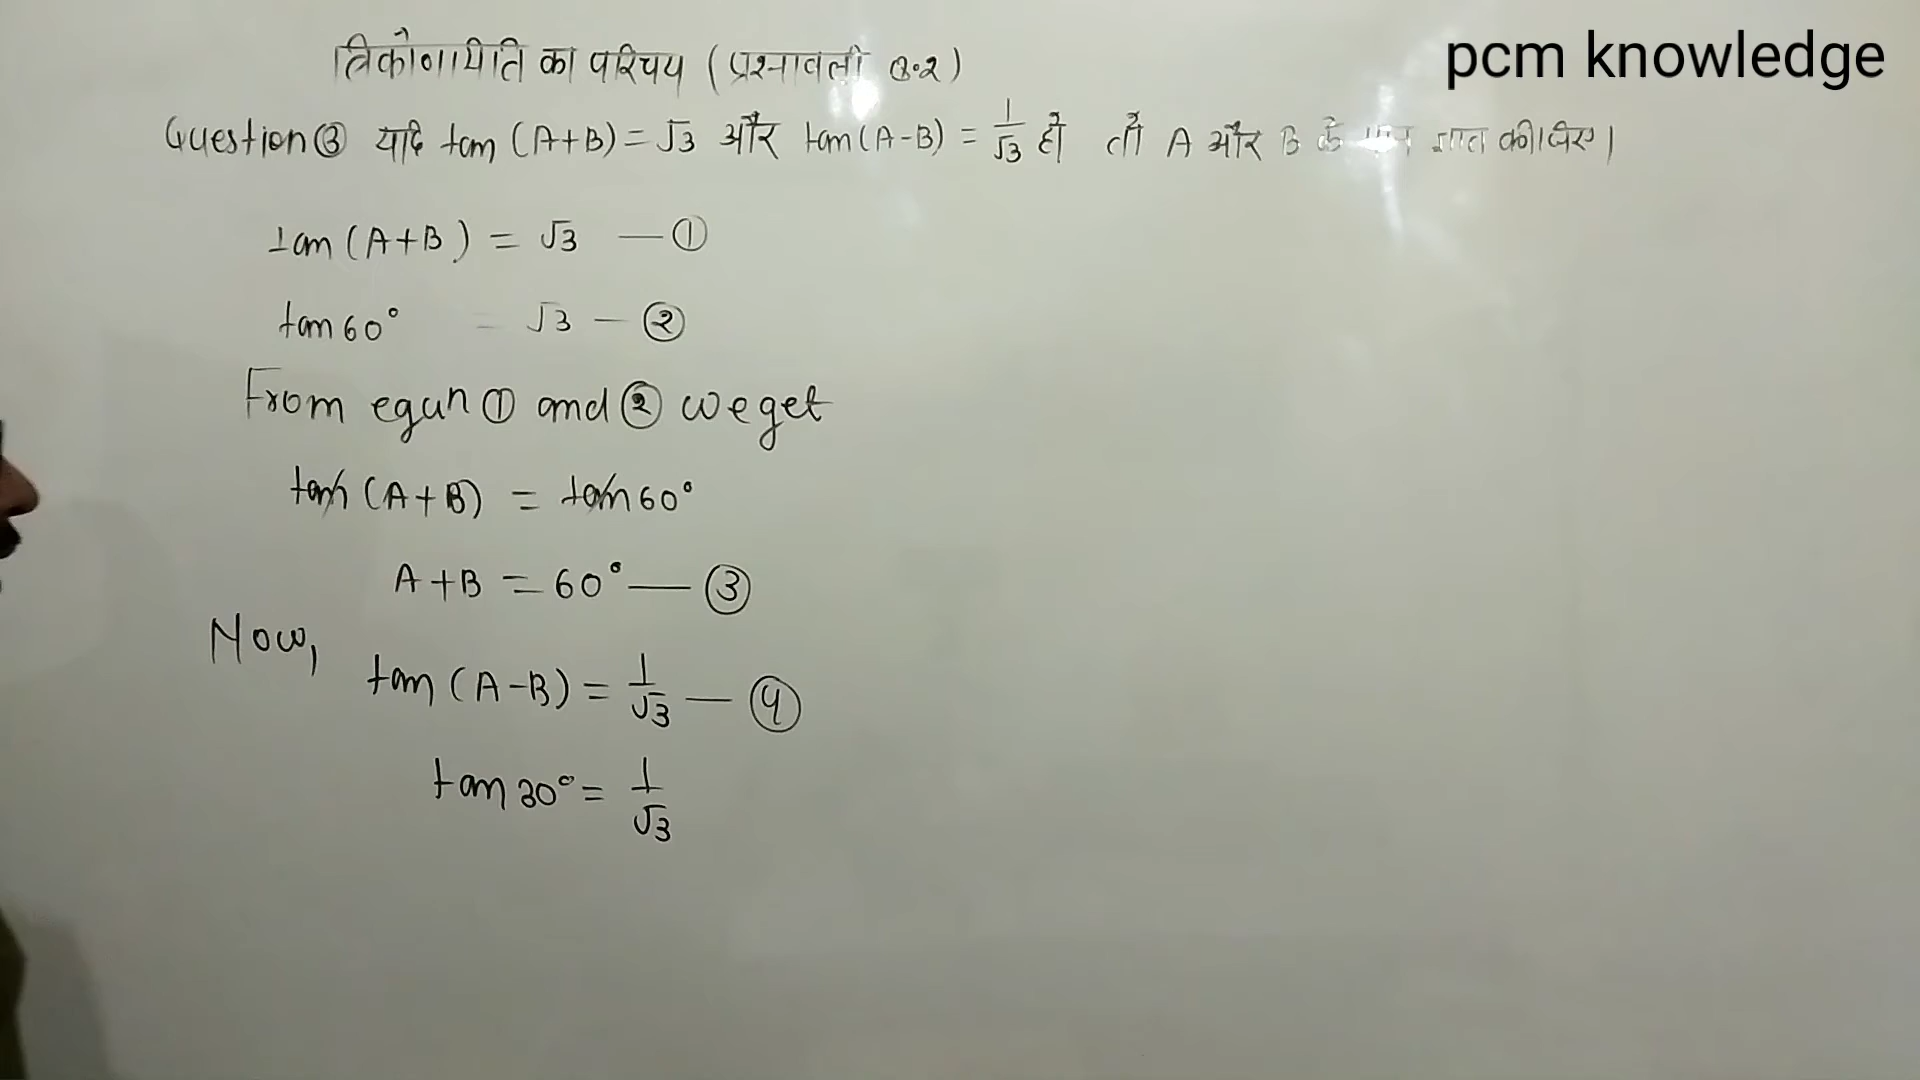 pcm knowledge
त्रिकोणमिति का परिचय (प्रश्नावली 8.2)
Question ③ यदि tan (A+B) = √3 और tan (A-B) = 1/√3 हो तो A और B के ज्ञात कीजिए।
tan (A+B) = √3 — ①
tan 60° = √3 — ②
From equn ① and ② we get
tan (A+B) = tan 60°
A+B = 60° — ③
Now,
tan (A-B) = 1/√3 — ④
tan 30° = 1/√3